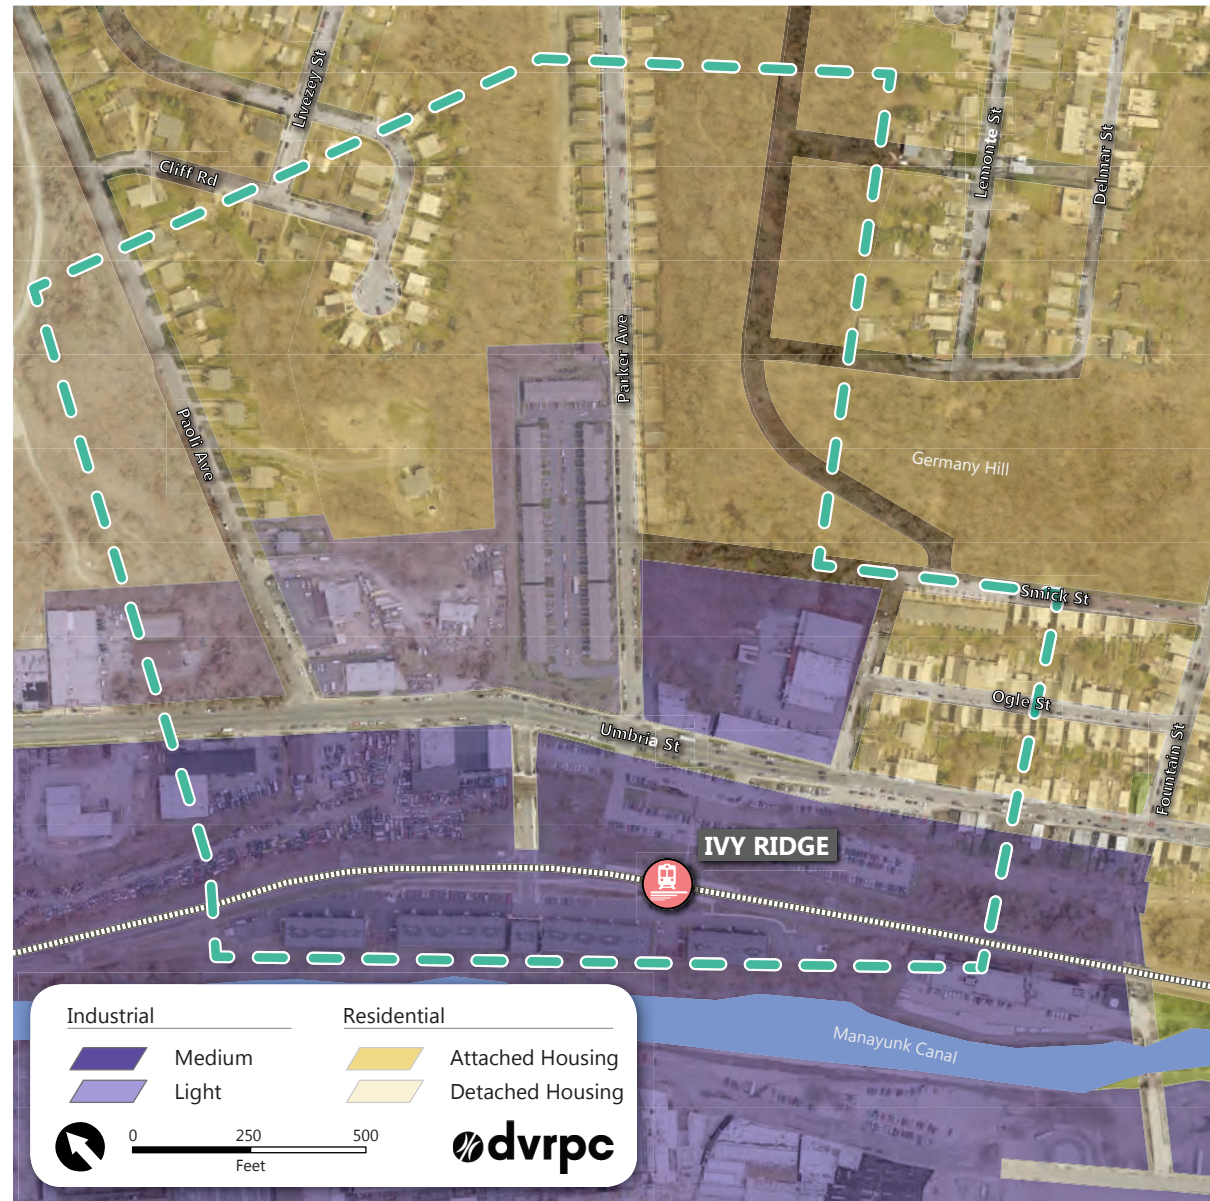 Livezey St
Cliff Rd
Lemonte St
Delmar St
Parker Ave
Paoli Ave
Germany Hill
Smick St
Ogle St
Umbria St
Fountain St
IVY RIDGE
Manayunk Canal
Industrial
Medium
Light
Residential
Attached Housing
Detached Housing
0 250 500
Feet
dvrpc